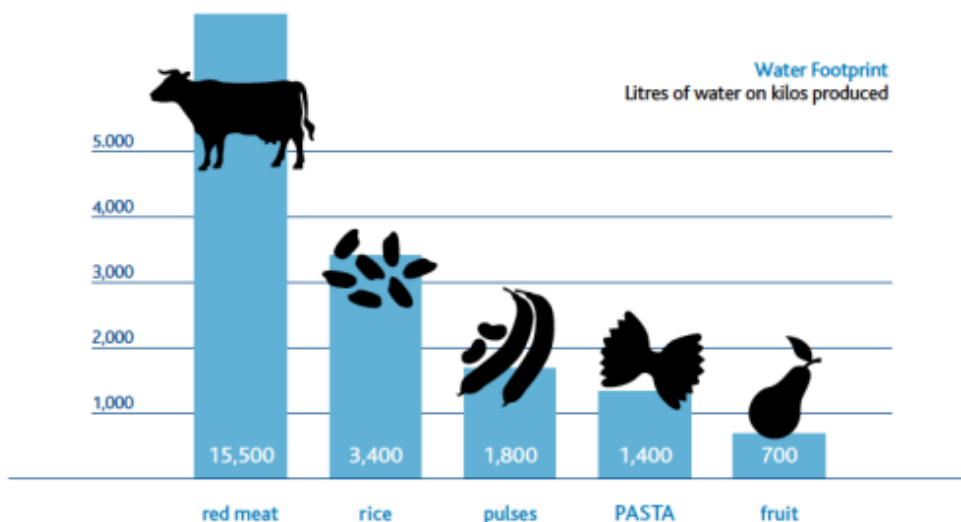 Water Footprint
Litres of water on kilos produced
5.000
4,000
3,000
2,000
1,000
15,500 3,400 1,800 1,400 700
red meat rice pulses PASTA fruit